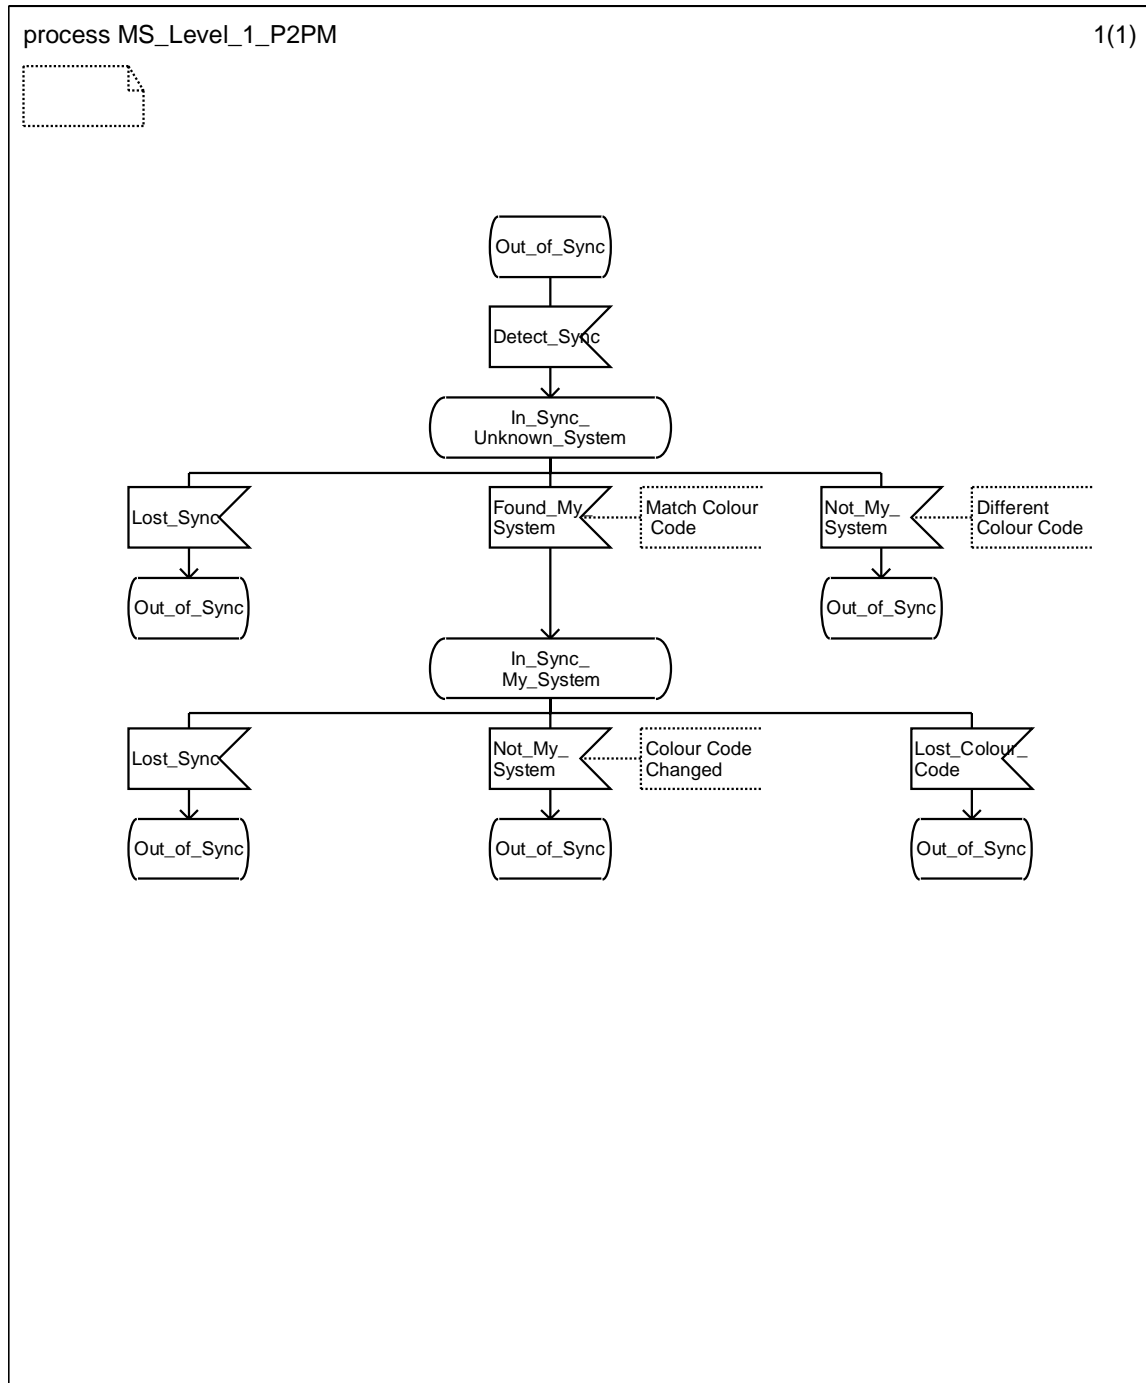 process MS_Level_1_P2PM
1(1)
Out_of_Sync
Detect_Sync
In_Sync_
Unknown_System
Lost_Sync
Found_My_
System
Match Colour
Code
Not_My_
System
Different
Colour Code
Out_of_Sync
Out_of_Sync
In_Sync_
My_System
Lost_Sync
Not_My_
System
Colour Code
Changed
Lost_Colour_
Code
Out_of_Sync
Out_of_Sync
Out_of_Sync